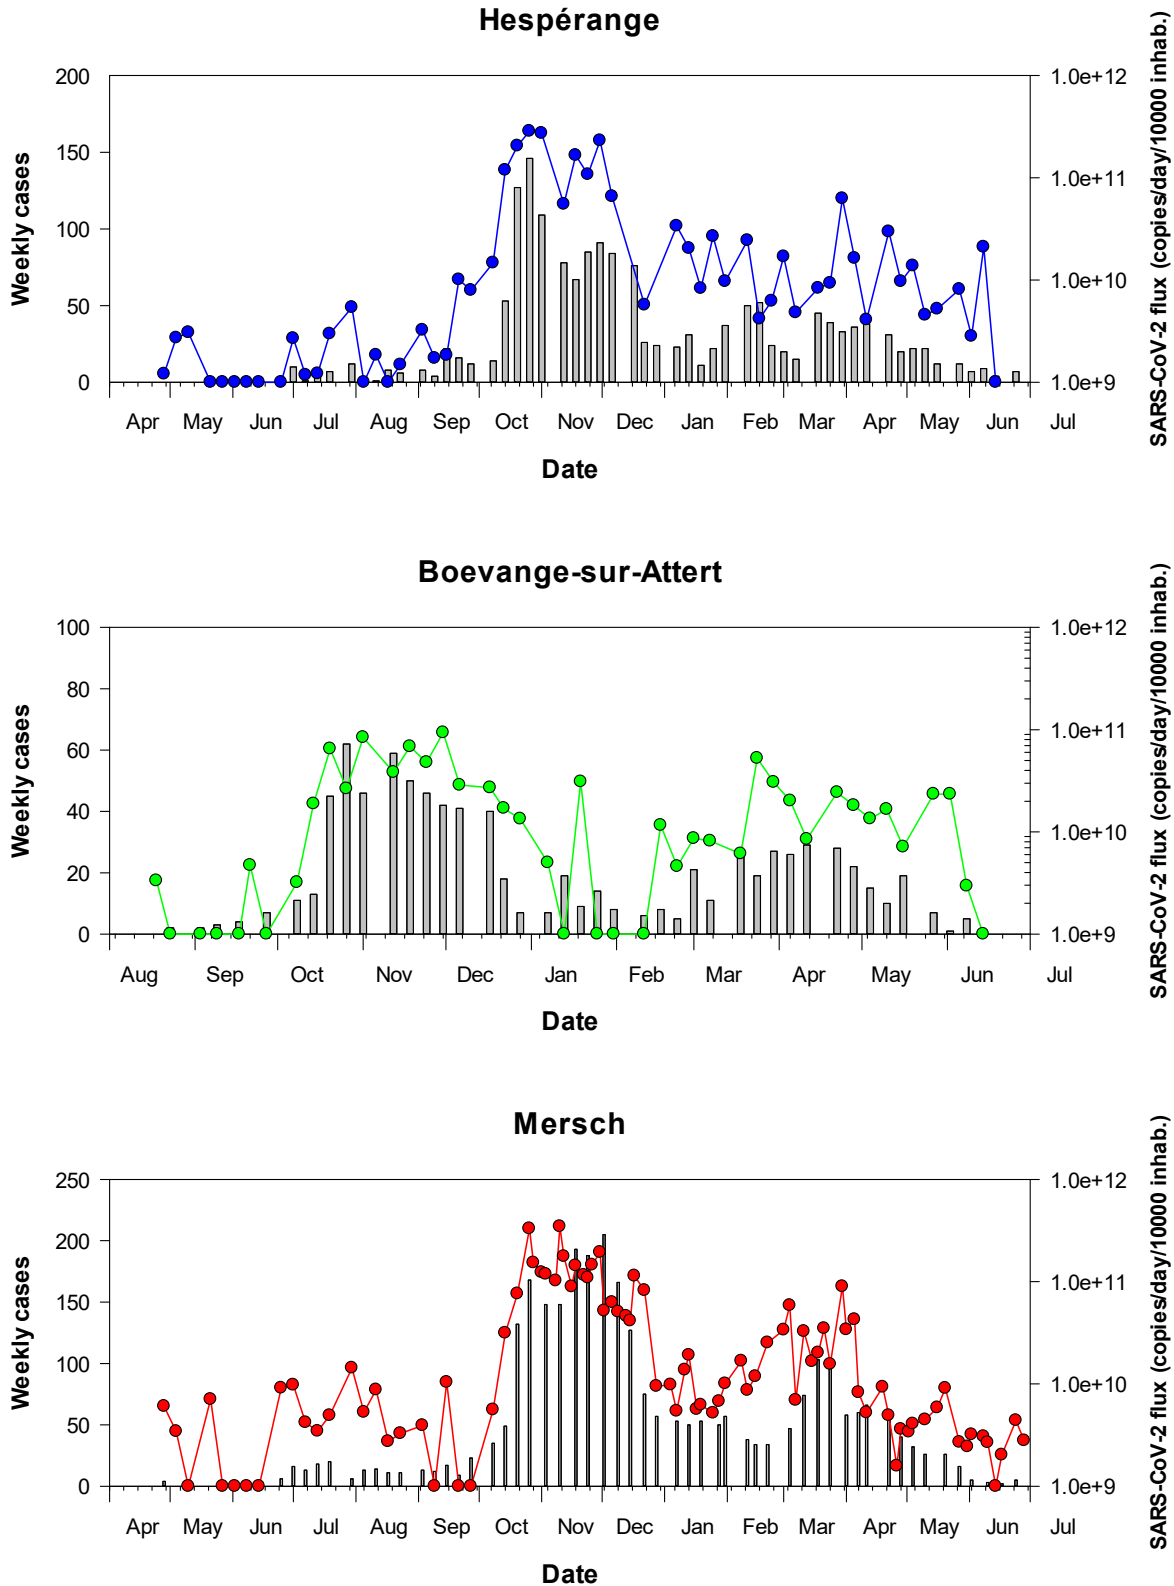 Hespérange
Weekly cases
200
150
100
50
0
1.0e+12
1.0e+11
1.0e+10
1.0e+9
SARS-CoV-2 flux (copies/day/10000 inhab.)
Apr May Jun Jul Aug Sep Oct Nov Dec Jan Feb Mar Apr May Jun Jul
Date
Boevange-sur-Attert
Weekly cases
100
80
60
40
20
0
1.0e+12
1.0e+11
1.0e+10
1.0e+9
SARS-CoV-2 flux (copies/day/10000 inhab.)
Aug Sep Oct Nov Dec Jan Feb Mar Apr May Jun Jul
Date
Mersch
Weekly cases
250
200
150
100
50
0
1.0e+12
1.0e+11
1.0e+10
1.0e+9
SARS-CoV-2 flux (copies/day/10000 inhab.)
Apr May Jun Jul Aug Sep Oct Nov Dec Jan Feb Mar Apr May Jun Jul
Date